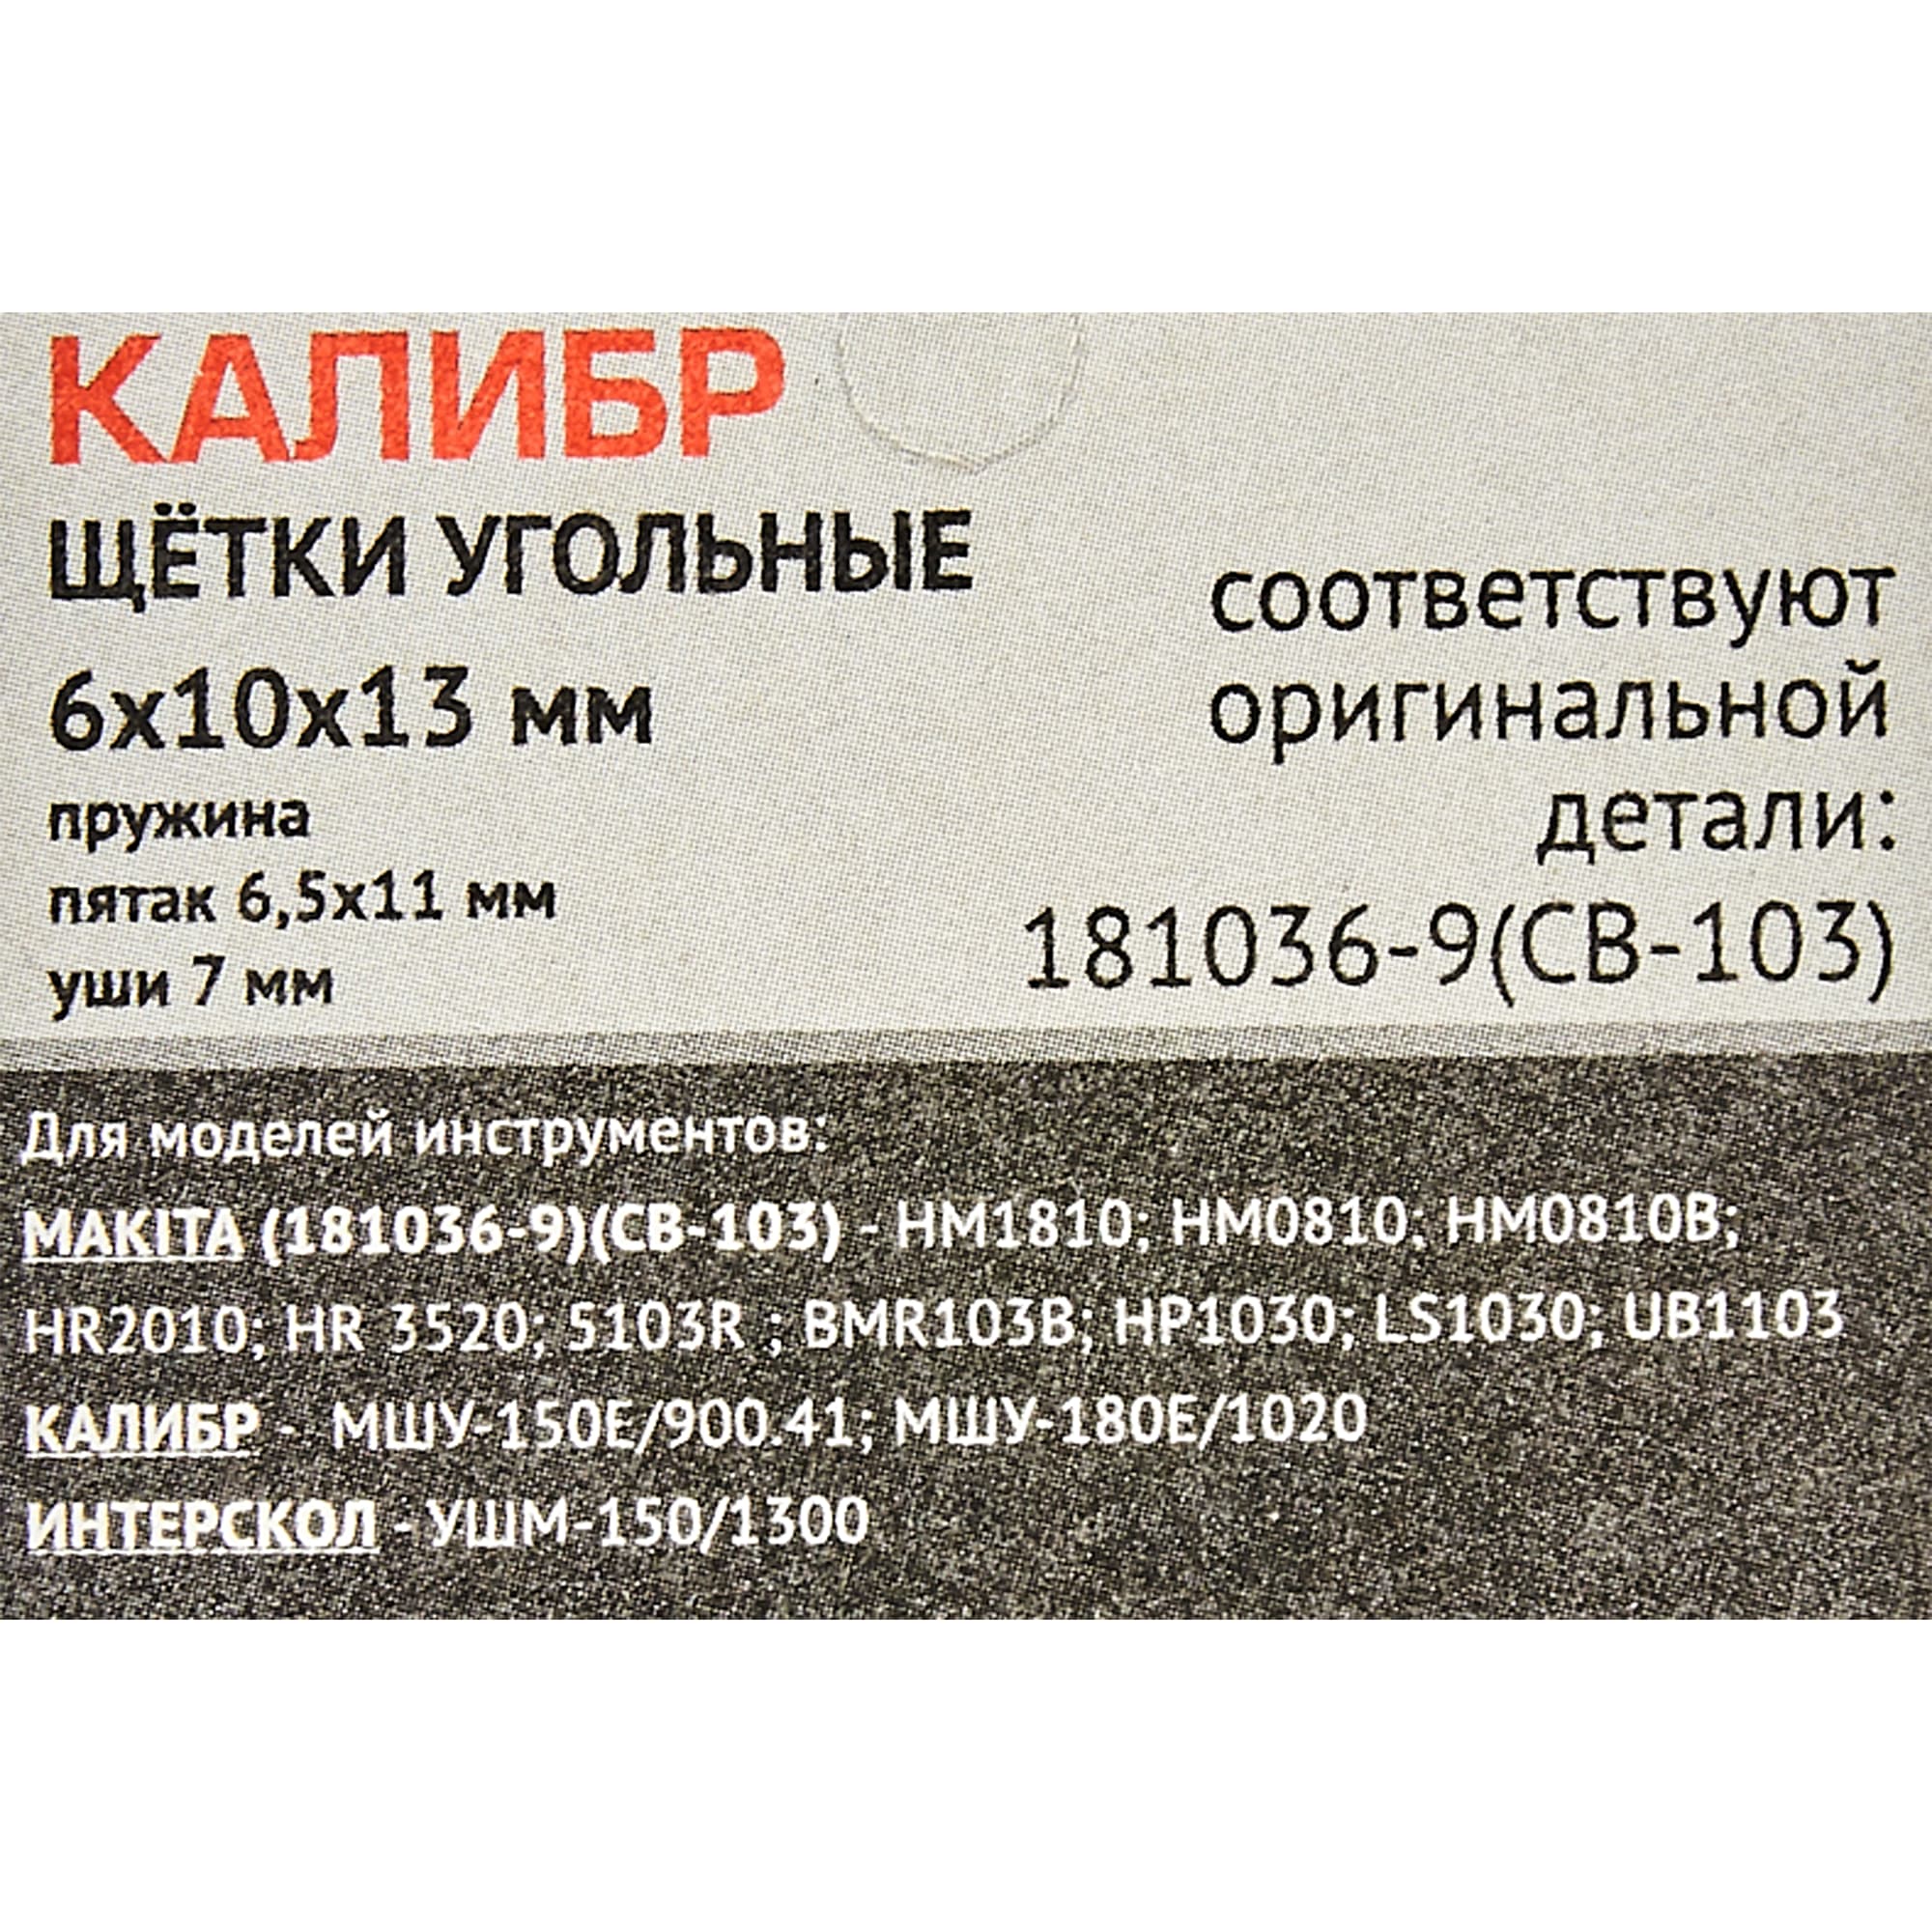 КАЛИБР
ЩЁТКИ УГОЛЬНЫЕ
6х10х13 мм
пружина
пятак 6,5х11 мм
уши 7 мм
соответствуют
оригинальной
детали:
181036-9(CB-103)
Для моделей инструментов:
MAKITA (181036-9)(CB-103) - HM1810; HM0810; HM0810B;
HR2010; HR 3520; 5103R ; BMR103B; HP1030; LS1030; UB1103
КАЛИБР - МШУ-150Е/900.41; МШУ-180Е/1020
ИНТЕРСКОЛ - УШМ-150/1300